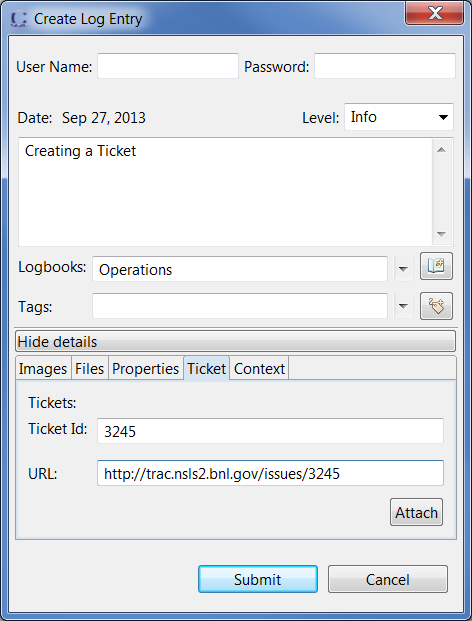 Create Log Entry
User Name: Password:
Date: Sep 27, 2013 Level: Info
Creating a Ticket
Logbooks: Operations
Tags:
Hide details
Images Files Properties Ticket Context
Tickets:
Ticket Id: 3245
URL: http://trac.nsls2.bnl.gov/issues/3245
Attach
Submit Cancel